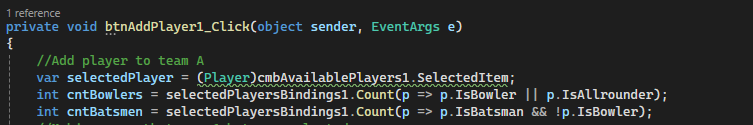 1 reference
private void btnAddPlayer1_Click(object sender, EventArgs e)
{
//Add player to team A
var selectedPlayer = (Player)cmbAvailablePlayers1.SelectedItem;
int cntBowlers = selectedPlayersBindings1.Count(p => p.IsBowler || p.IsAllrounder);
int cntBatsmen = selectedPlayersBindings1.Count(p => p.IsBatsman && !p.IsBowler);